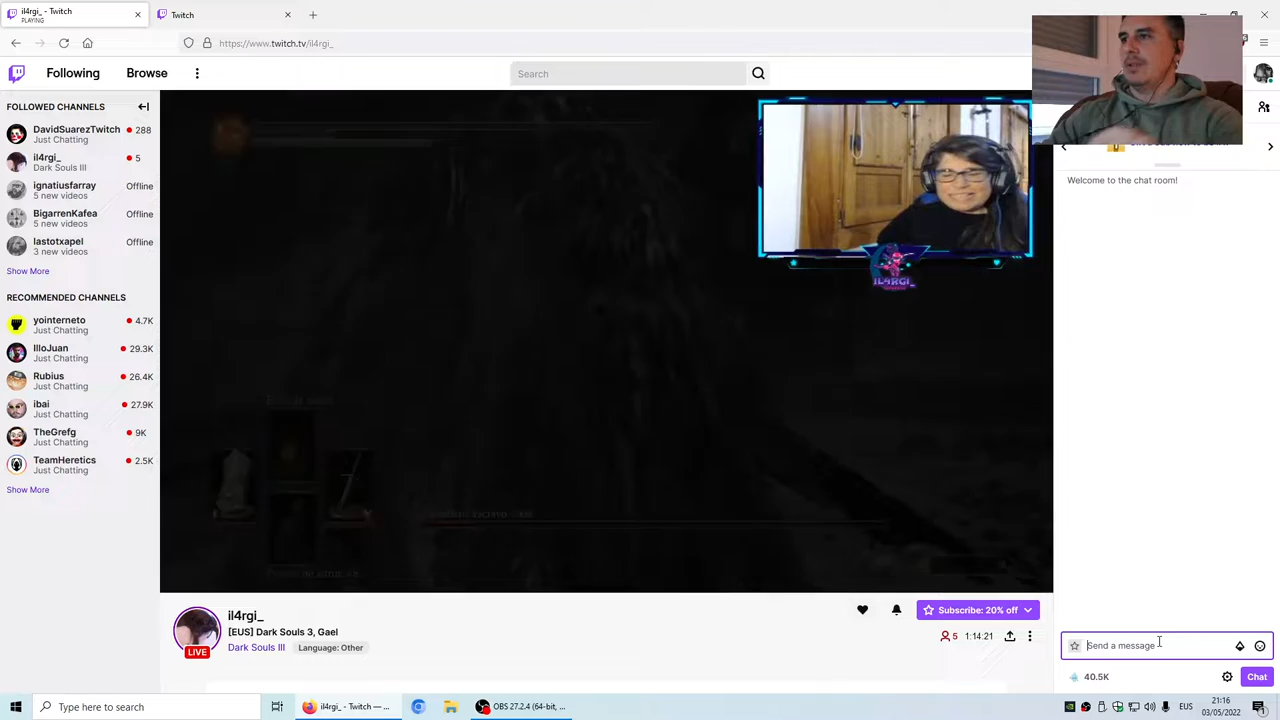 il4rgi_ - Twitch
PLAYING
Twitch
https://www.twitch.tv/il4rgi_
Following
Browse
Search
FOLLOWED CHANNELS
DavidSuarezTwitch
288
Just Chatting
il4rgi_
5
Dark Souls III
ignatiusfarray
Offline
5 new videos
BigarrenKafea
Offline
5 new videos
lastotxapel
Offline
3 new videos
Show More
RECOMMENDED CHANNELS
yointerneto
4.7K
Just Chatting
IlloJuan
29.3K
Just Chatting
Rubius
26.4K
Just Chatting
ibai
27.9K
Just Chatting
TheGrefg
9K
Just Chatting
TeamHeretics
2.5K
Just Chatting
Show More
IL4RGI_
Welcome to the chat room!
il4rgi_
[EUS] Dark Souls 3, Gael
Dark Souls III
Language: Other
LIVE
Subscribe: 20% off
5
1:14:21
Send a message
40.5K
Chat
Type here to search
il4rgi_ — ...
OBS 27.2.4 (64-bit, ...
EUS
21:16
03/05/2022